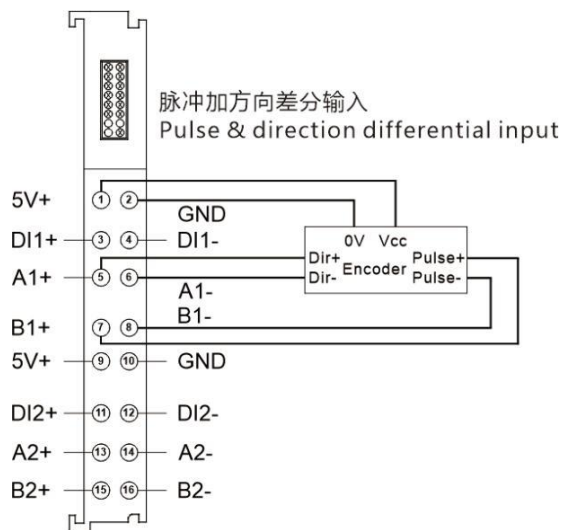 脉冲加方向差分输入
Pulse & direction differential input
5V+ 1 2 GND
DI1+ 3 4 DI1-
A1+ 5 6 A1-
B1+ 7 8 B1-
5V+ 9 10 GND
DI2+ 11 12 DI2-
A2+ 13 14 A2-
B2+ 15 16 B2-
0V Vcc
Dir+ Pulse+
Dir- Encoder Pulse-